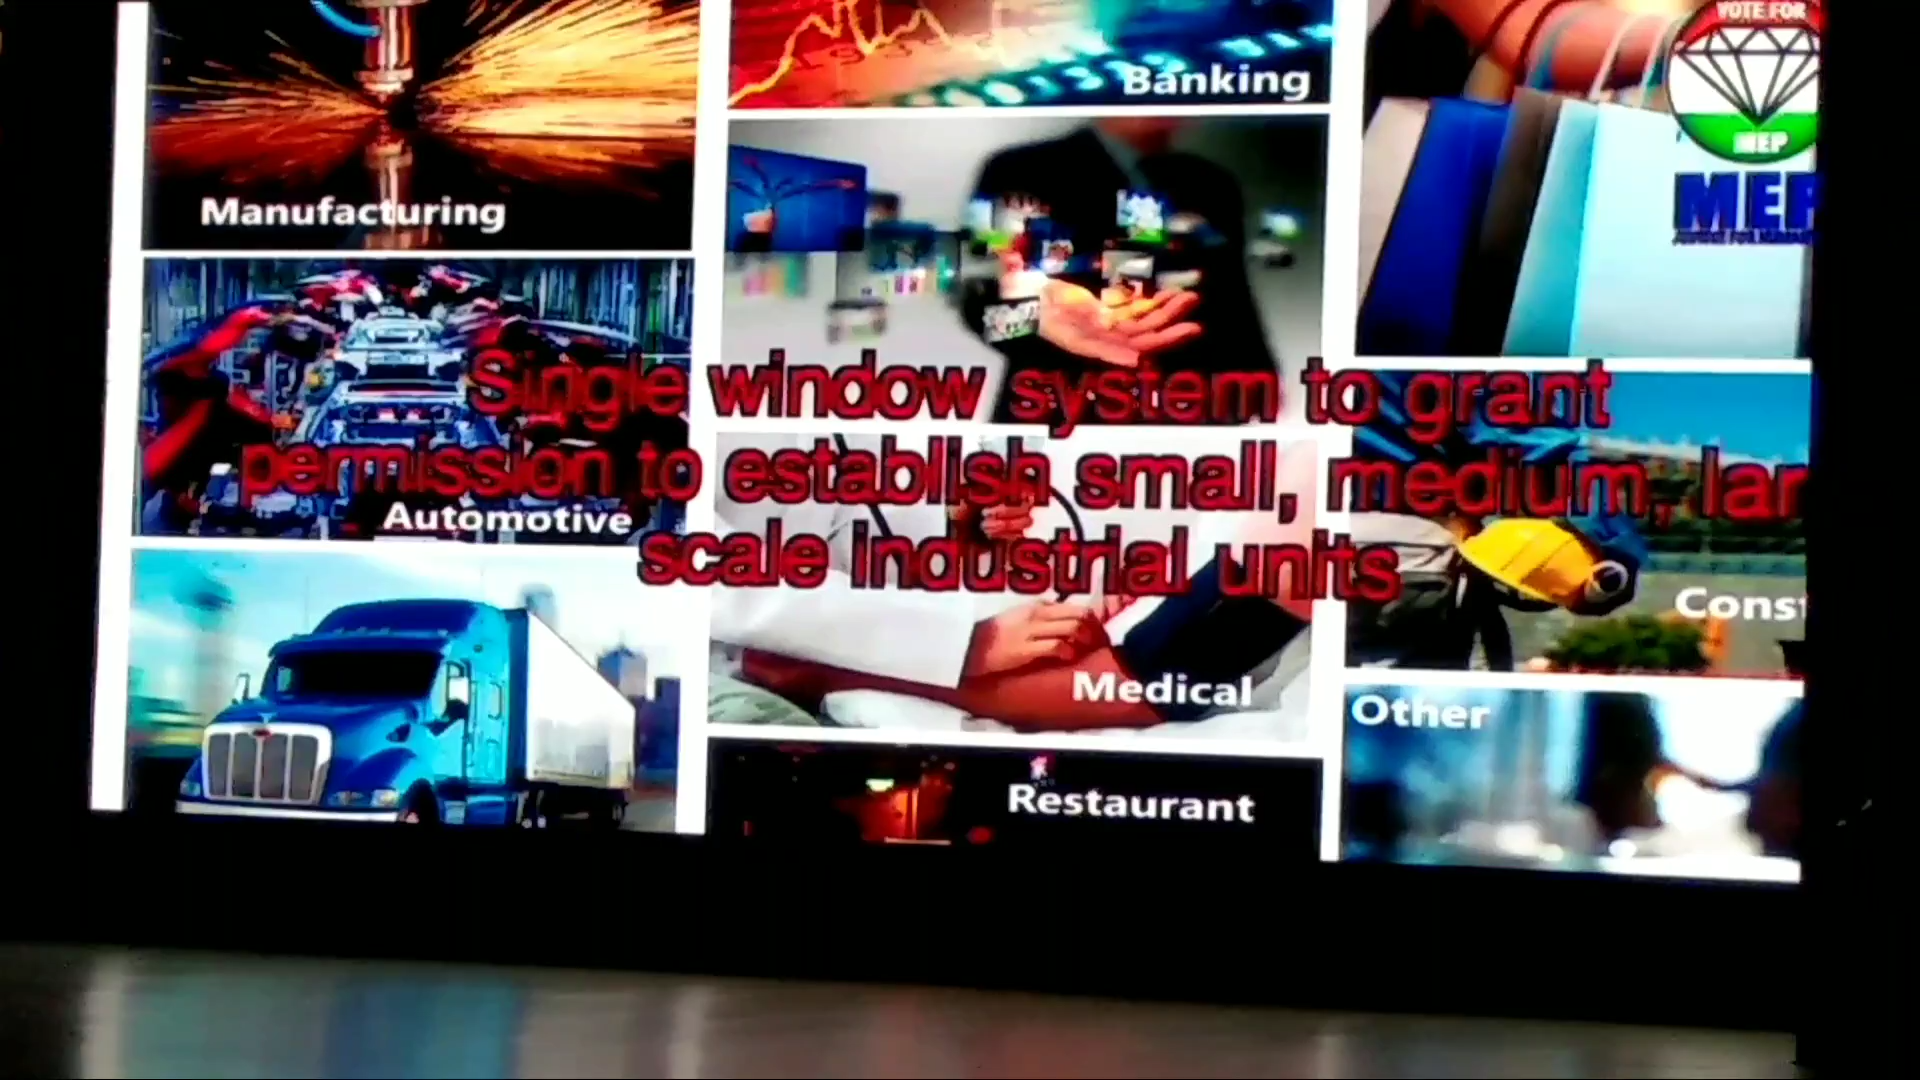 VOTE FOR
Banking
MEP
Manufacturing
MEP
Single window system to grant
permission to establish small, medium, lar
scale industrial units
Automotive
Cons
Medical
Other
Restaurant